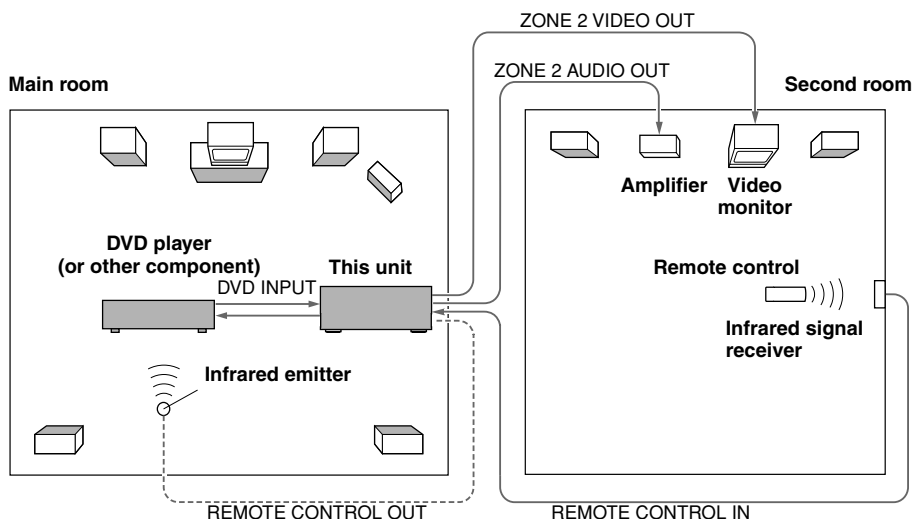 ZONE 2 VIDEO OUT
ZONE 2 AUDIO OUT
Main room
Second room
Amplifier
Video
monitor
DVD player
(or other component)
This unit
DVD INPUT
Remote control
Infrared signal
receiver
Infrared emitter
REMOTE CONTROL OUT
REMOTE CONTROL IN